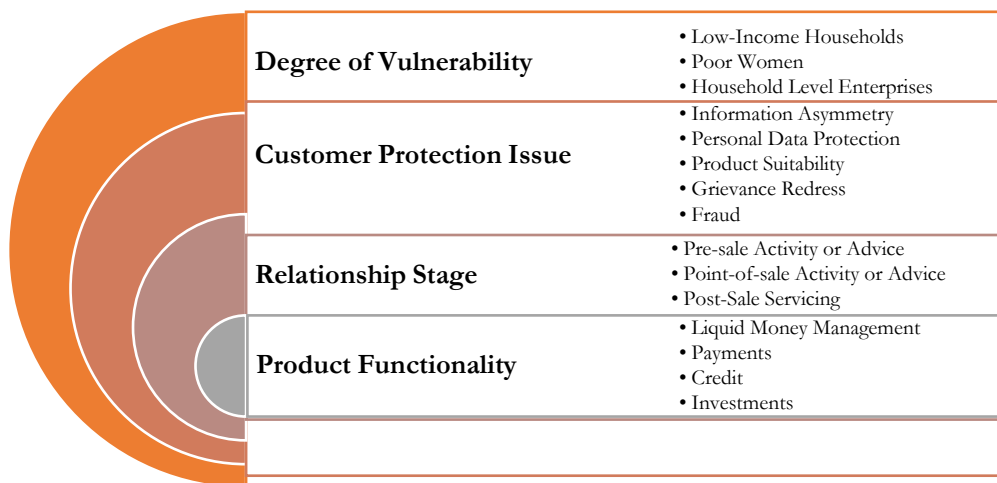 Degree of Vulnerability
• Low-Income Households
• Poor Women
• Household Level Enterprises
Customer Protection Issue
• Information Asymmetry
• Personal Data Protection
• Product Suitability
• Grievance Redress
• Fraud
Relationship Stage
• Pre-sale Activity or Advice
• Point-of-sale Activity or Advice
• Post-Sale Servicing
Product Functionality
• Liquid Money Management
• Payments
• Credit
• Investments